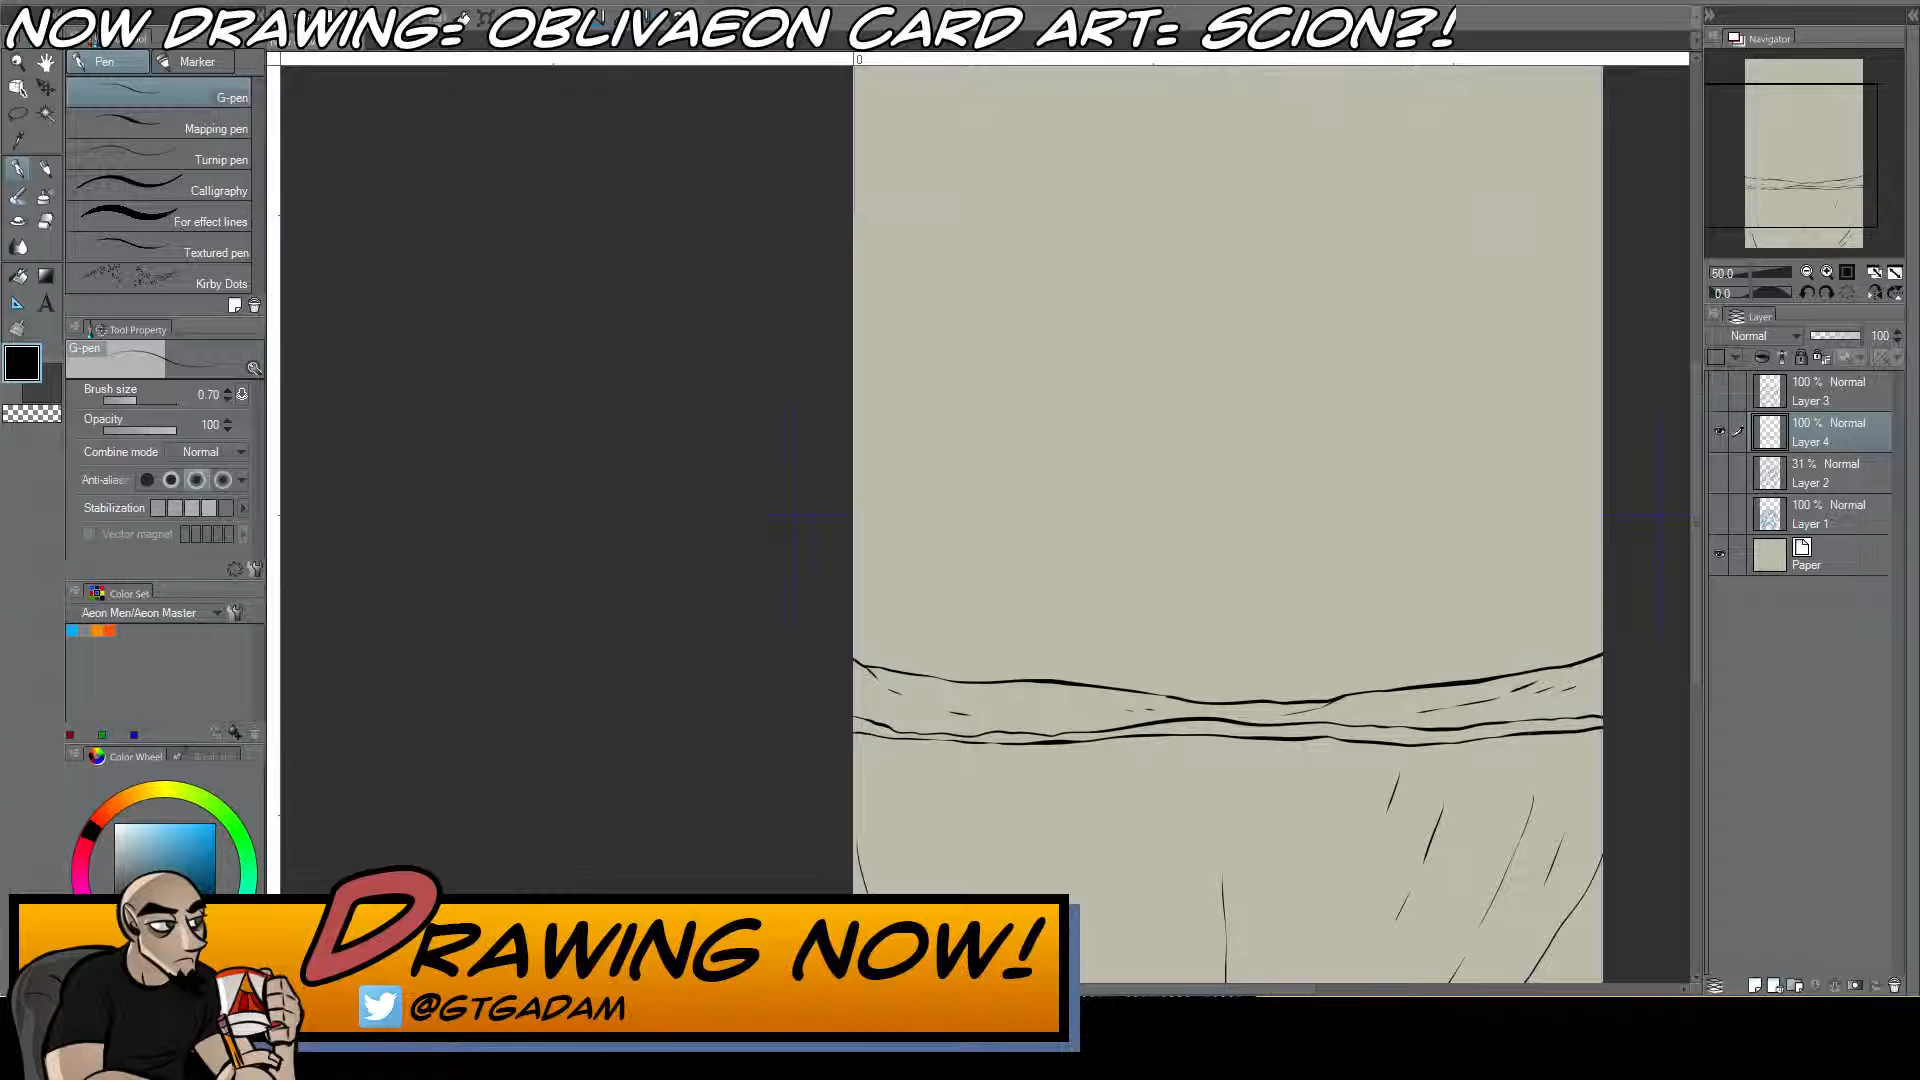 NOW DRAWING: OBLIVAEON CARD ART: SCION?!
Pen
Marker
G-pen
Mapping pen
Turnip pen
Calligraphy
For effect lines
Textured pen
Kirby Dots
Tool Property
G-pen
Brush size
0.70
Opacity
100
Combine mode
Normal
Anti-alias
Stabilization
Vector magnet
Color Set
Aeon Men/Aeon Master
Color Wheel
0
Navigator
50.0
0.0
Layer
Normal
100
100 % Normal
Layer 3
100 % Normal
Layer 4
31 % Normal
Layer 2
100 % Normal
Layer 1
Paper
DRAWING NOW!
@GTGADAM